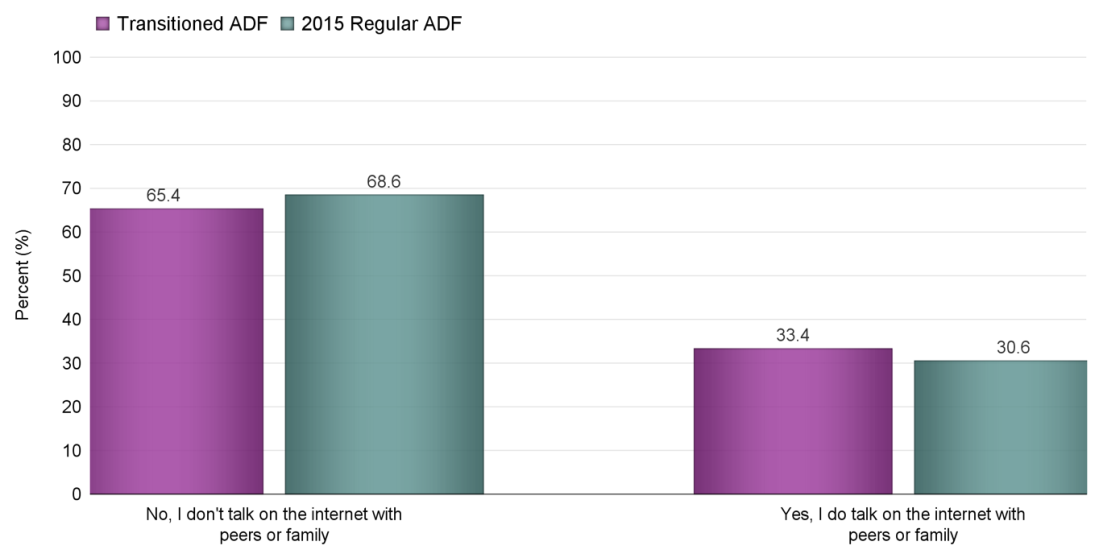 Transitioned ADF 2015 Regular ADF
100
90
80
70
60
50
40
30
20
10
0
Percent (%)
65.4
68.6
33.4
30.6
No, I don't talk on the internet with
peers or family
Yes, I do talk on the internet with
peers or family